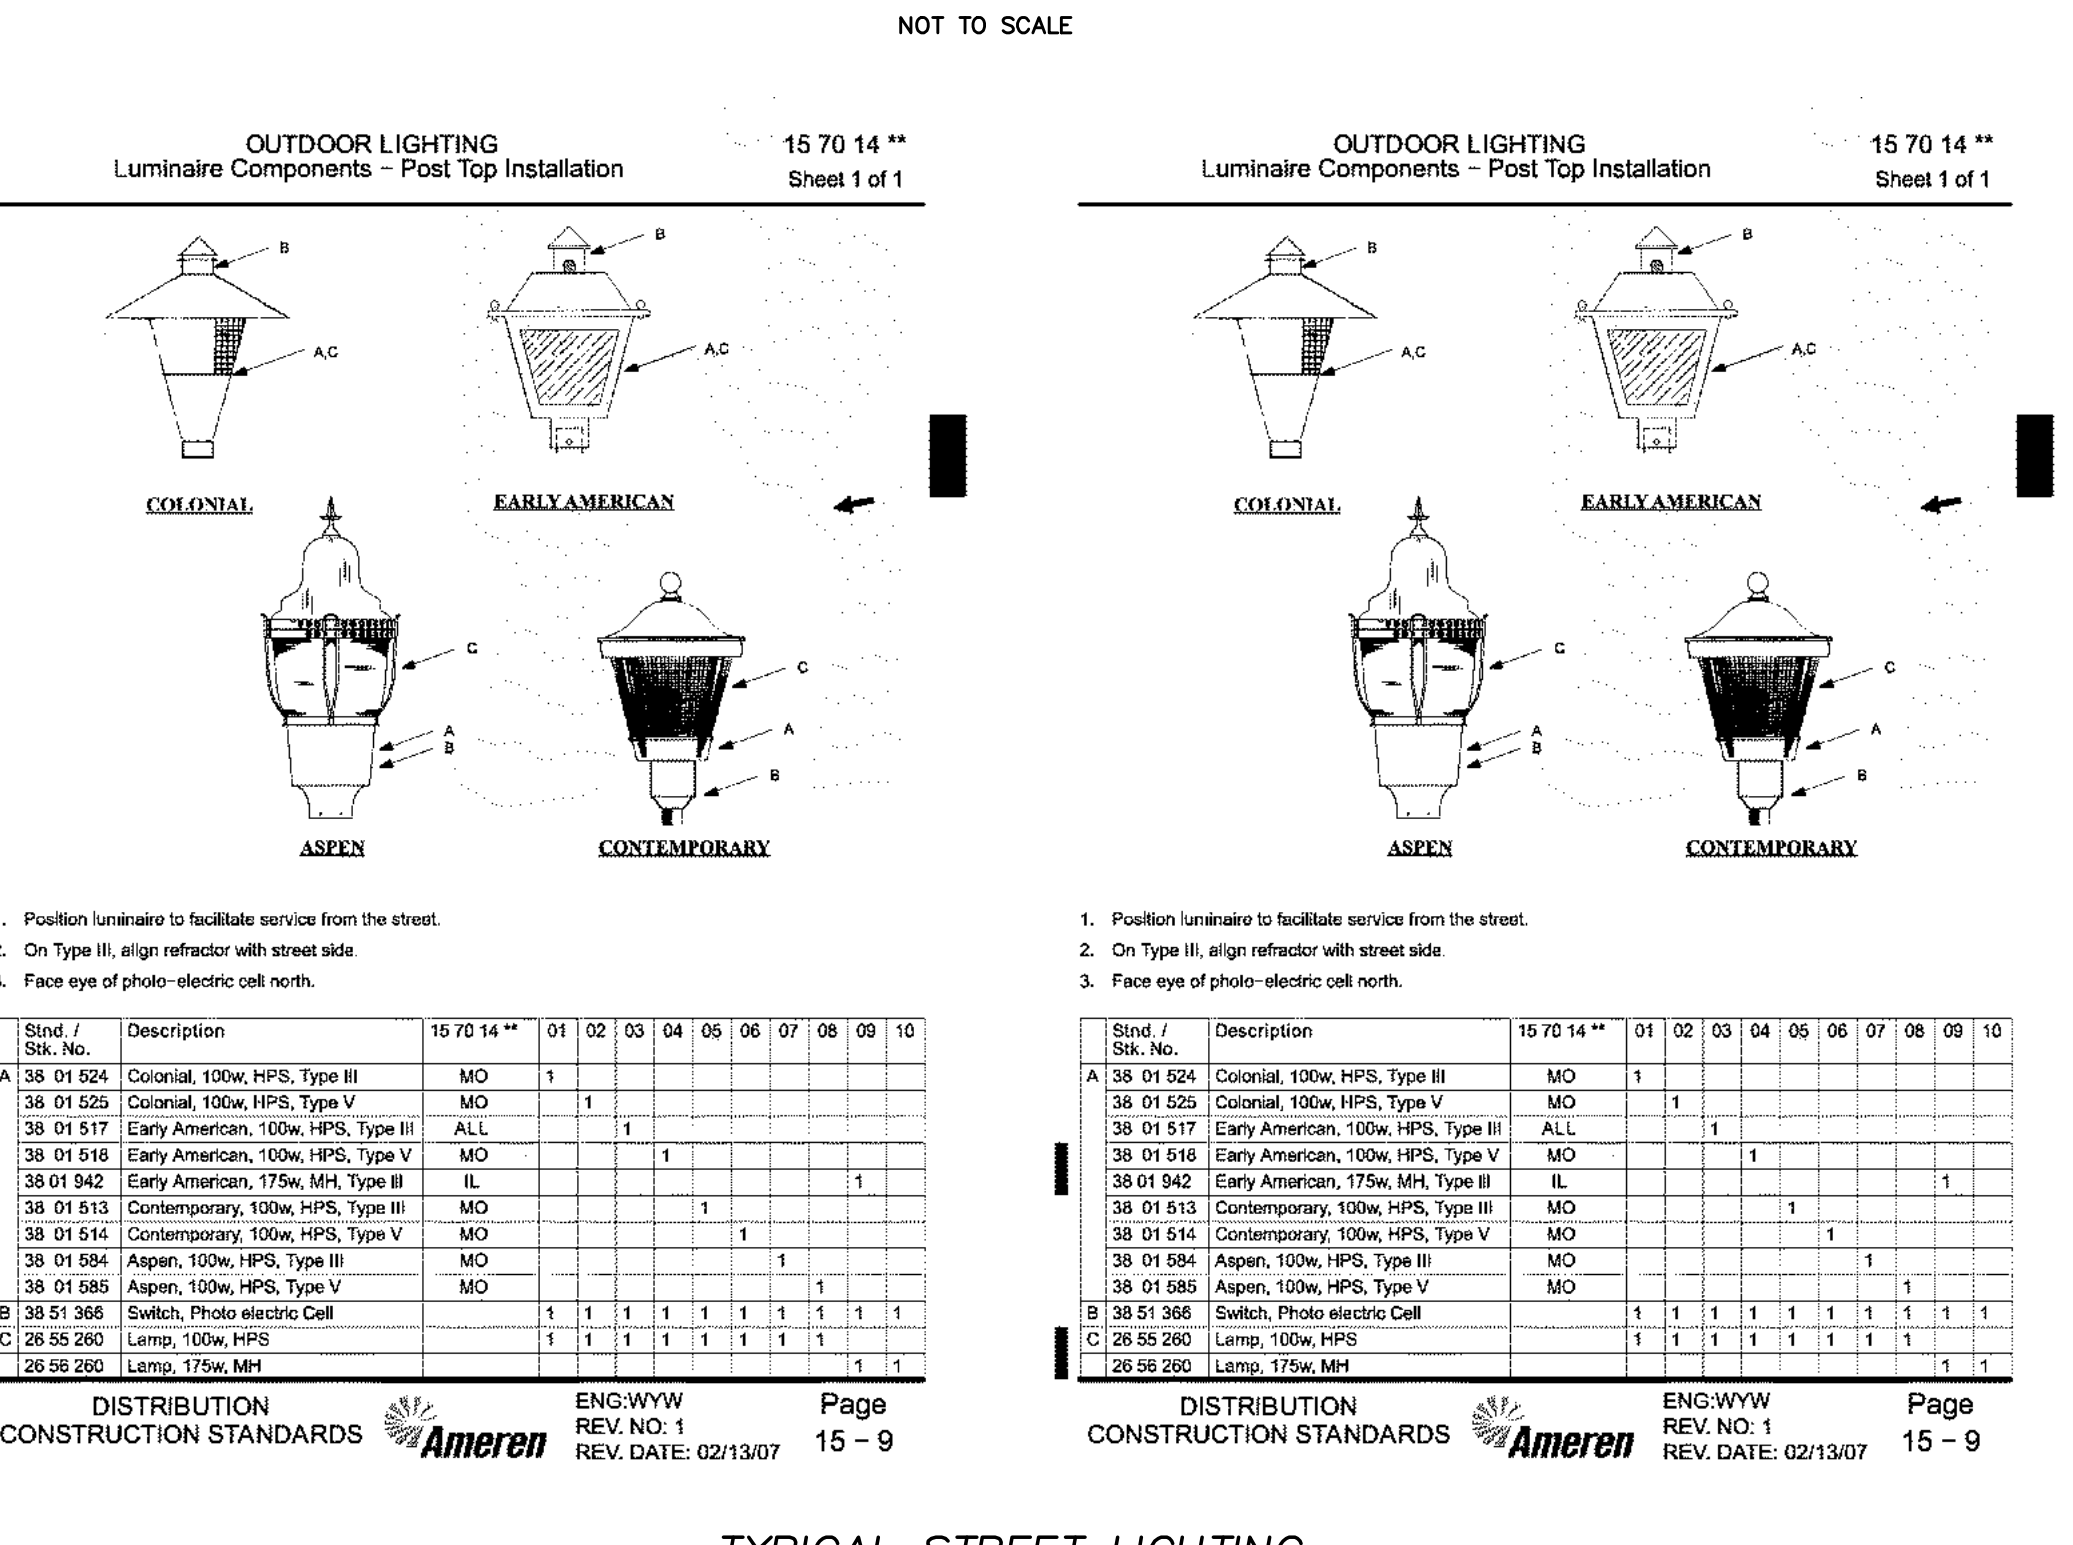 NOT TO SCALE
OUTDOOR LIGHTING
Luminaire Components – Post Top Installation
15 70 14 **
Sheet 1 of 1
B
A,C
COLONIAL
B
A,C
EARLY AMERICAN
C
A
B
ASPEN
C
A
B
CONTEMPORARY
. Position luminaire to facilitate service from the street.
. On Type III, align refractor with street side.
. Face eye of photo-electric cell north.
Stnd. / Stk. No. Description 15 70 14 ** 01 02 03 04 05 06 07 08 09 10
A 38 01 524 Colonial, 100w, HPS, Type III MO 1
38 01 525 Colonial, 100w, HPS, Type V MO 1
38 01 517 Early American, 100w, HPS, Type III ALL 1
38 01 518 Early American, 100w, HPS, Type V MO 1
38 01 942 Early American, 175w, MH, Type III IL 1
38 01 513 Contemporary, 100w, HPS, Type III MO 1
38 01 514 Contemporary, 100w, HPS, Type V MO 1
38 01 584 Aspen, 100w, HPS, Type III MO 1
38 01 585 Aspen, 100w, HPS, Type V MO 1
B 38 51 366 Switch, Photo electric Cell 1 1 1 1 1 1 1 1 1 1
C 26 55 260 Lamp, 100w, HPS 1 1 1 1 1 1 1 1
26 56 260 Lamp, 175w, MH 1 1
DISTRIBUTION
CONSTRUCTION STANDARDS
Ameren
ENG:WYW
REV. NO: 1
REV. DATE: 02/13/07
Page
15 – 9
OUTDOOR LIGHTING
Luminaire Components – Post Top Installation
15 70 14 **
Sheet 1 of 1
B
A,C
COLONIAL
B
A,C
EARLY AMERICAN
C
A
B
ASPEN
C
A
B
CONTEMPORARY
1. Position luminaire to facilitate service from the street.
2. On Type III, align refractor with street side.
3. Face eye of photo-electric cell north.
Stnd. / Stk. No. Description 15 70 14 ** 01 02 03 04 05 06 07 08 09 10
A 38 01 524 Colonial, 100w, HPS, Type III MO 1
38 01 525 Colonial, 100w, HPS, Type V MO 1
38 01 517 Early American, 100w, HPS, Type III ALL 1
38 01 518 Early American, 100w, HPS, Type V MO 1
38 01 942 Early American, 175w, MH, Type III IL 1
38 01 513 Contemporary, 100w, HPS, Type III MO 1
38 01 514 Contemporary, 100w, HPS, Type V MO 1
38 01 584 Aspen, 100w, HPS, Type III MO 1
38 01 585 Aspen, 100w, HPS, Type V MO 1
B 38 51 366 Switch, Photo electric Cell 1 1 1 1 1 1 1 1 1 1
C 26 55 260 Lamp, 100w, HPS 1 1 1 1 1 1 1 1
26 56 260 Lamp, 175w, MH 1 1
DISTRIBUTION
CONSTRUCTION STANDARDS
Ameren
ENG:WYW
REV. NO: 1
REV. DATE: 02/13/07
Page
15 – 9
TYPICAL STREET LIGHTING